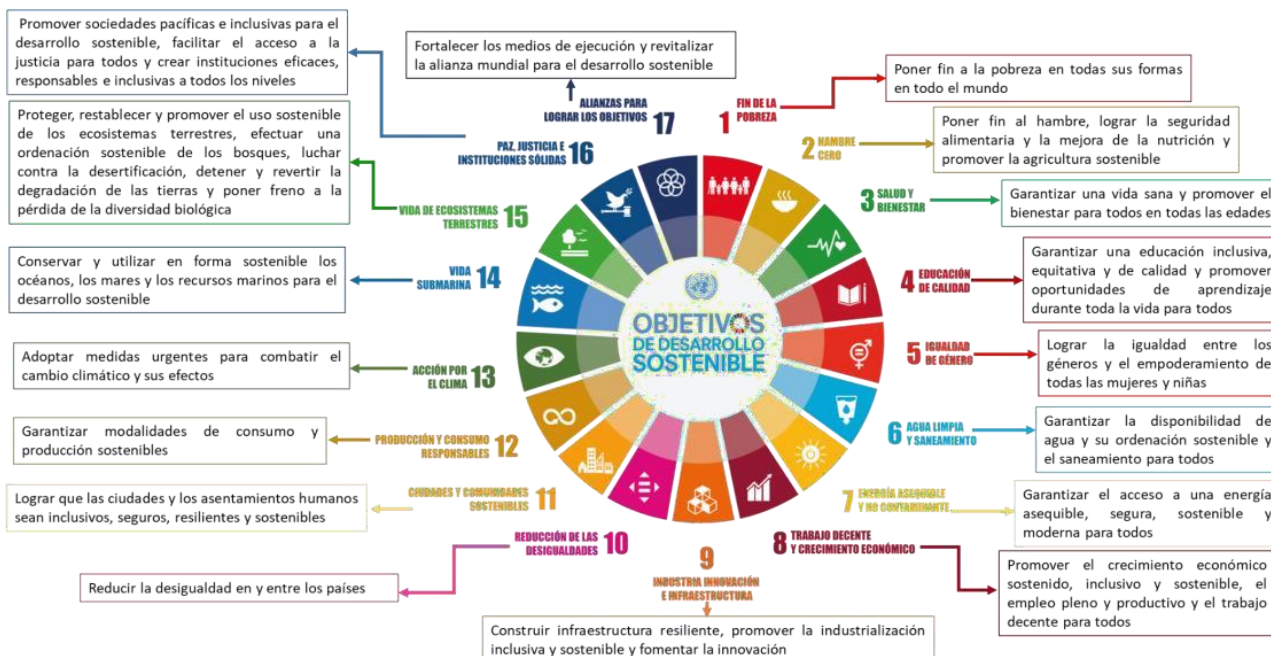 Promover sociedades pacíficas e inclusivas para el
desarrollo sostenible, facilitar el acceso a la
justicia para todos y crear instituciones eficaces,
responsables e inclusivas a todos los niveles
Fortalecer los medios de ejecución y revitalizar
la alianza mundial para el desarrollo sostenible
ALIANZAS PARA
LOGRAR LOS OBJETIVOS 17
1 FIN DE LA
POBREZA
Poner fin a la pobreza en todas sus formas
en todo el mundo
2 HAMBRE
CERO
Poner fin al hambre, lograr la seguridad
alimentaria y la mejora de la nutrición y
promover la agricultura sostenible
3 SALUD Y
BIENESTAR
Garantizar una vida sana y promover el
bienestar para todos en todas las edades
4 EDUCACIÓN
DE CALIDAD
Garantizar una educación inclusiva,
equitativa y de calidad y promover
oportunidades de aprendizaje
durante toda la vida para todos
5 IGUALDAD
DE GÉNERO
Lograr la igualdad entre los
géneros y el empoderamiento de
todas las mujeres y niñas
6 AGUA LIMPIA
Y SANEAMIENTO
Garantizar la disponibilidad de
agua y su ordenación sostenible y
el saneamiento para todos
7 ENERGÍA ASEQUIBLE
Y NO CONTAMINANTE
Garantizar el acceso a una energía
asequible, segura, sostenible y
moderna para todos
8 TRABAJO DECENTE
Y CRECIMIENTO ECONÓMICO
Promover el crecimiento económico
sostenido, inclusivo y sostenible, el
empleo pleno y productivo y el trabajo
decente para todos
9
INDUSTRIA INNOVACIÓN
E INFRAESTRUCTURA
Construir infraestructura resiliente, promover la industrialización
inclusiva y sostenible y fomentar la innovación
REDUCCIÓN DE LAS
DESIGUALDADES 10
Reducir la desigualdad en y entre los países
CIUDADES Y COMUNIDADES
SOSTENIBLES 11
Lograr que las ciudades y los asentamientos humanos
sean inclusivos, seguros, resilientes y sostenibles
PRODUCCIÓN Y CONSUMO
RESPONSABLES 12
Garantizar modalidades de consumo y
producción sostenibles
ACCIÓN POR
EL CLIMA 13
Adoptar medidas urgentes para combatir el
cambio climático y sus efectos
VIDA
SUBMARINA 14
Conservar y utilizar en forma sostenible los
océanos, los mares y los recursos marinos para el
desarrollo sostenible
VIDA DE ECOSISTEMAS
TERRESTRES 15
Proteger, restablecer y promover el uso sostenible
de los ecosistemas terrestres, efectuar una
ordenación sostenible de los bosques, luchar
contra la desertificación, detener y revertir la
degradación de las tierras y poner freno a la
pérdida de la diversidad biológica
PAZ, JUSTICIA E
INSTITUCIONES SÓLIDAS 16
OBJETIVOS
DE DESARROLLO
SOSTENIBLE